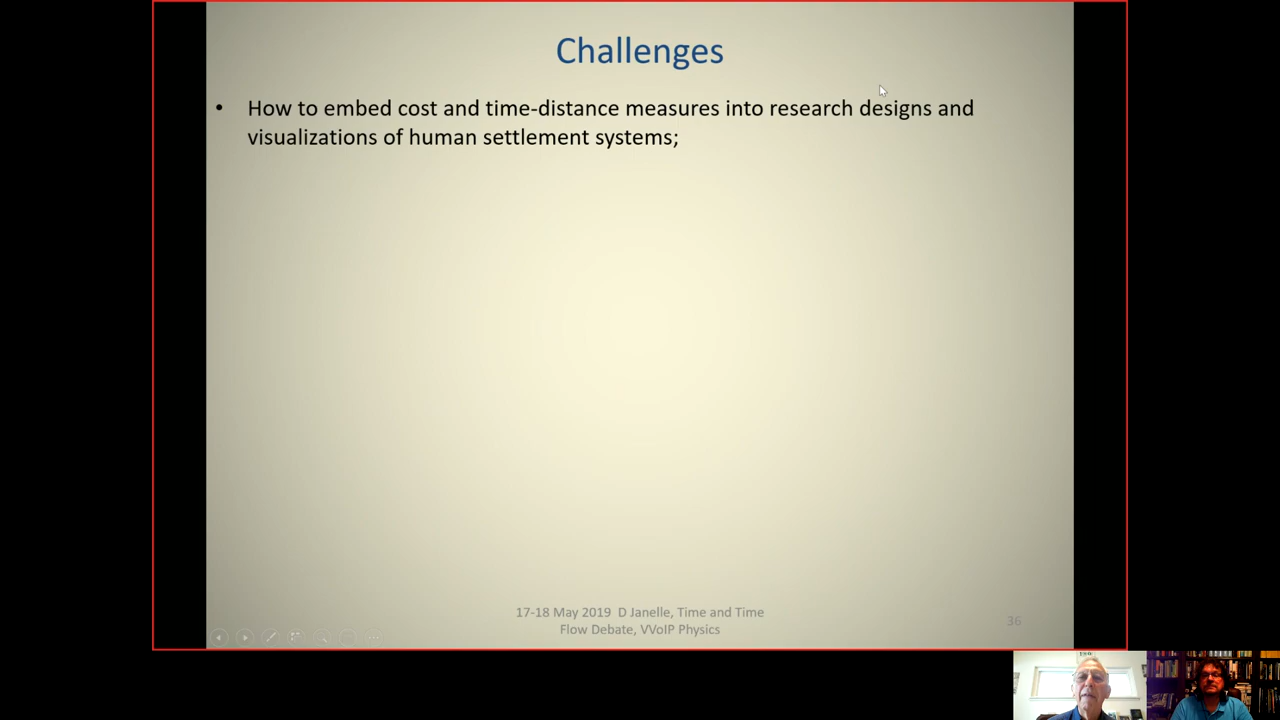 Challenges
• How to embed cost and time-distance measures into research designs and
visualizations of human settlement systems;
17-18 May 2019 D Janelle, Time and Time
Flow Debate, VVoIP Physics
36